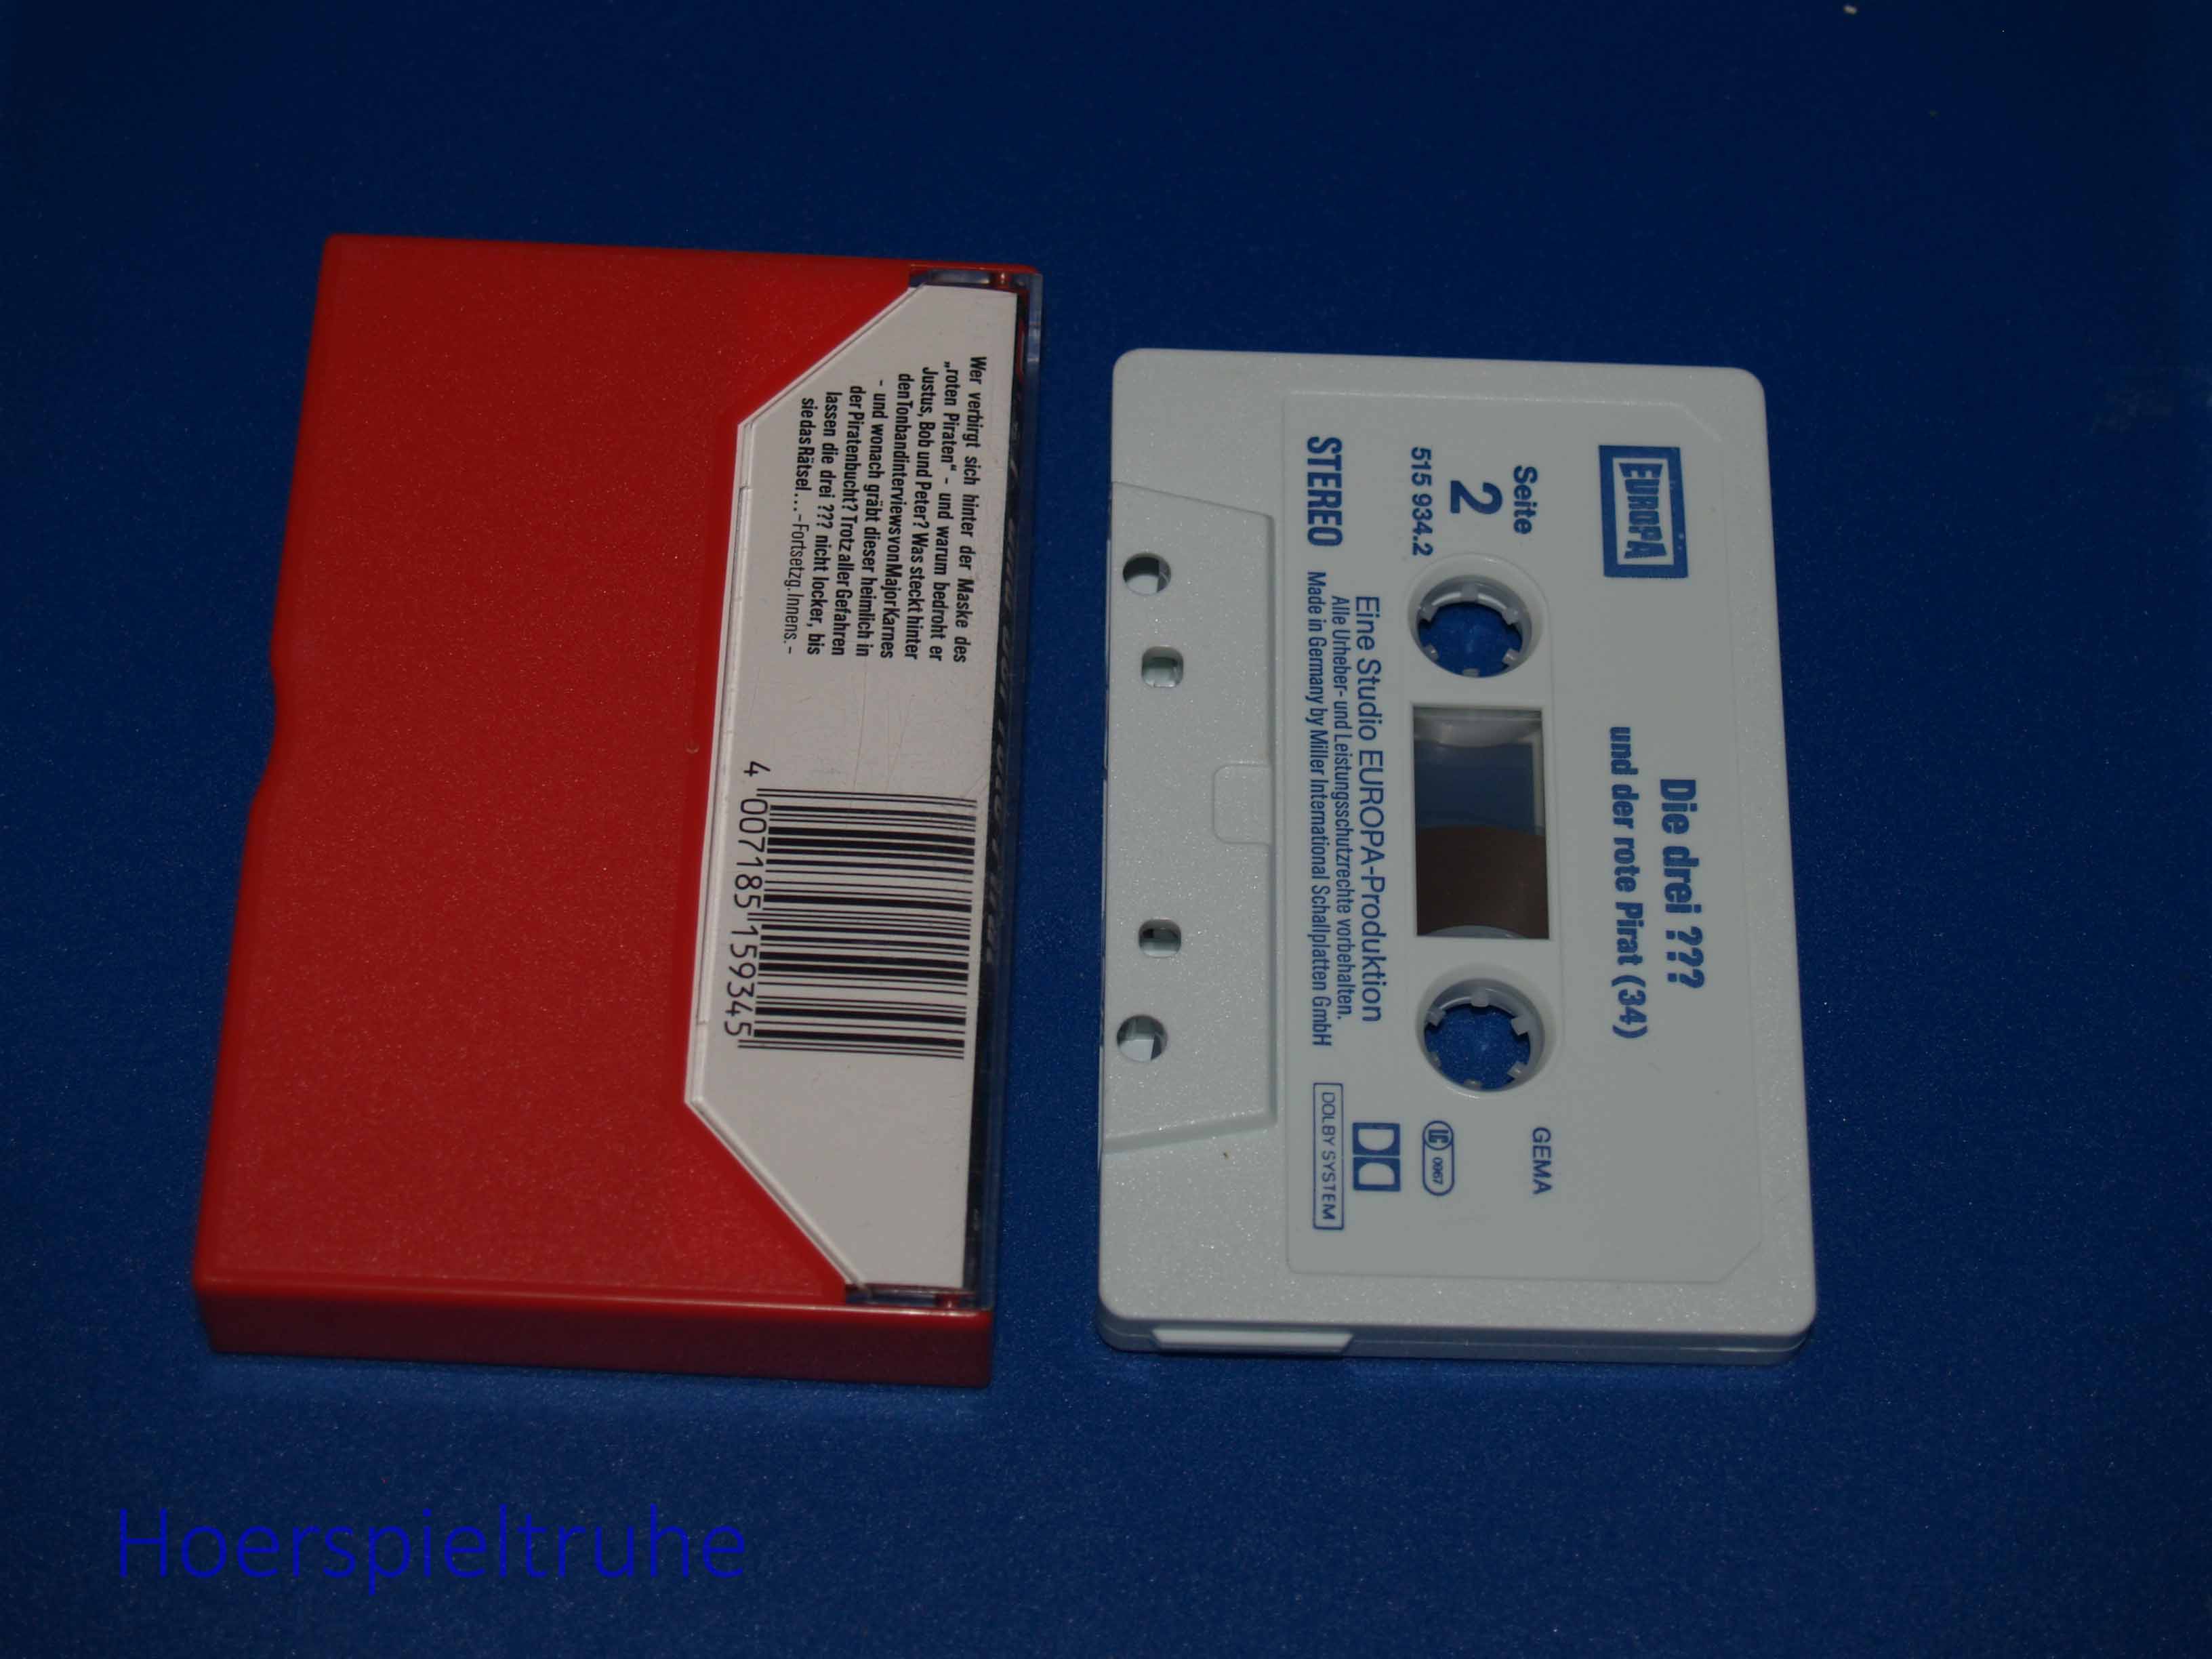 Wer verbirgt sich hinter der Maske des
„roten Piraten“ – und warum bedroht er
Justus, Bob und Peter? Was steckt hinter
den Tonbandinterviews von Major Karnes
– und wonach gräbt dieser heimlich in
der Piratenbucht? Trotz aller Gefahren
lassen die drei ??? nicht locker, bis
sie das Rätsel... – Fortsetzg. Innens. –
4 007185 159345
EUROPA
Die drei ???
und der rote Pirat (34)
Seite
2
515 934.2
STEREO
GEMA
LC 0967
Eine Studio EUROPA-Produktion
Alle Urheber- und Leistungsschutzrechte vorbehalten.
Made in Germany by Miller International Schallplatten GmbH
DOLBY SYSTEM
Hoerspieltruhe